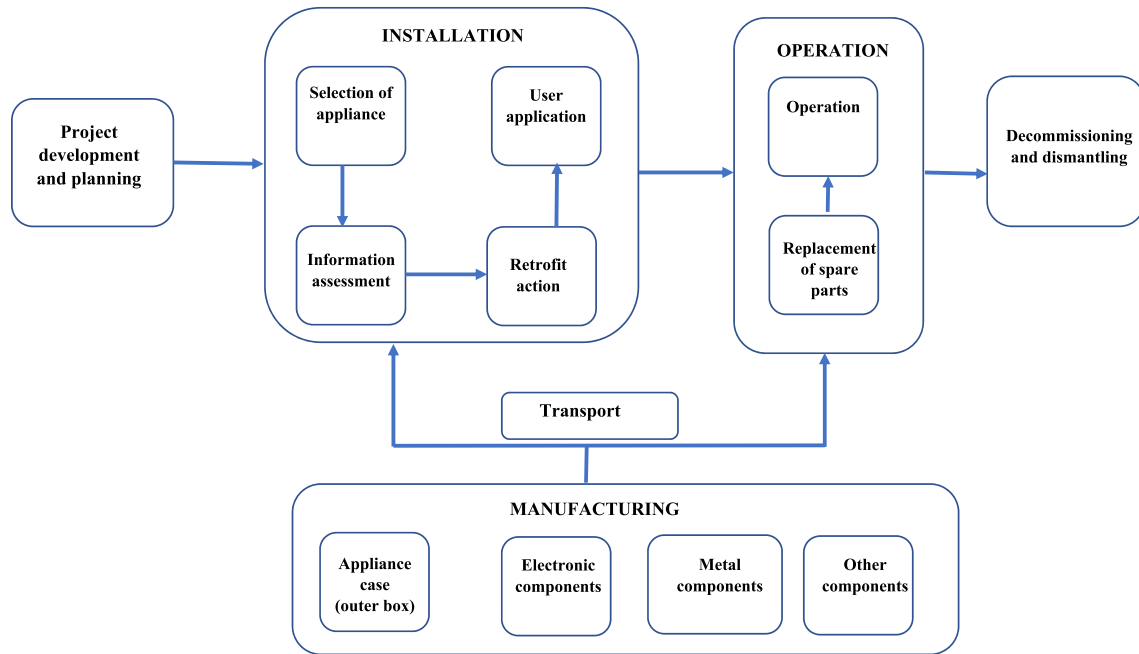 Project
development
and planning
INSTALLATION
Selection of
appliance
User
application
Information
assessment
Retrofit
action
OPERATION
Operation
Replacement
of spare
parts
Decommissioning
and dismantling
Transport
MANUFACTURING
Appliance
case
(outer box)
Electronic
components
Metal
components
Other
components